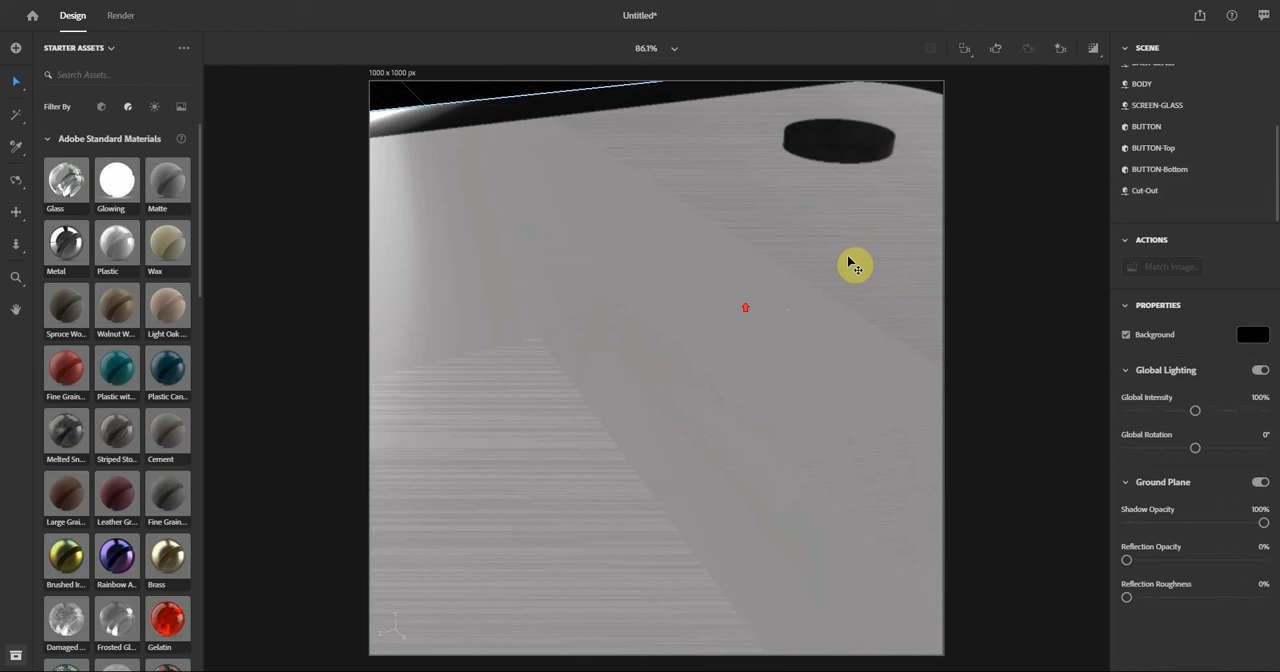 Design
Render
Untitled*
STARTER ASSETS
86.1%
SCENE
Search Assets...
1000 x 1000 px
BODY
Filter By
SCREEN-GLASS
BUTTON
Adobe Standard Materials
BUTTON-Top
BUTTON-Bottom
Cut-Out
Glass
Glowing
Matte
ACTIONS
Match Image...
Metal
Plastic
Wax
PROPERTIES
Background
Spruce Wo...
Walnut W...
Light Oak ...
Global Lighting
Global Intensity
100%
Fine Grain...
Plastic wit...
Plastic Can...
Global Rotation
0°
Melted Sn...
Striped Sto...
Cement
Ground Plane
Shadow Opacity
100%
Large Grai...
Leather Gr...
Fine Grain...
Reflection Opacity
0%
Brushed Ir...
Rainbow A...
Brass
Reflection Roughness
0%
Damaged ...
Frosted Gl...
Gelatin